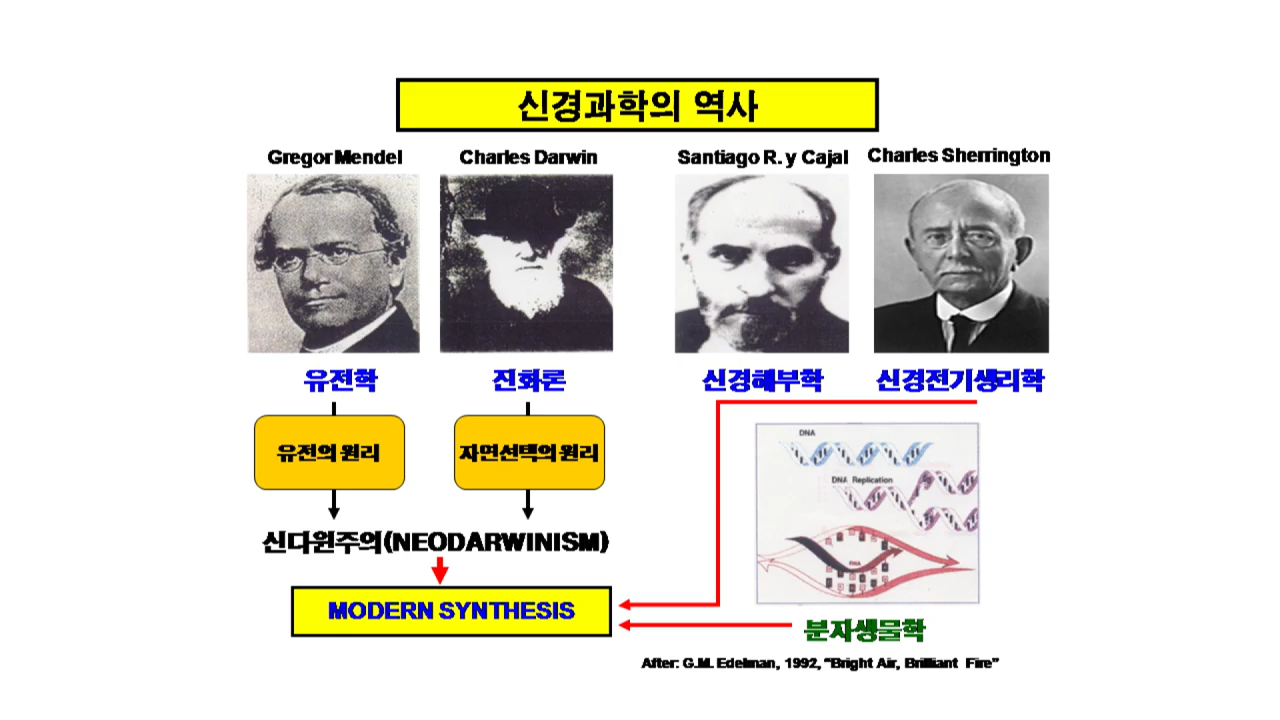 신경과학의 역사
Gregor Mendel
Charles Darwin
Santiago R. y Cajal
Charles Sherrington
유전학
진화론
신경해부학
신경전기생리학
유전의 원리
자연선택의 원리
DNA
DNA Replication
RNA
신다윈주의(NEODARWINISM)
MODERN SYNTHESIS
분자생물학
After: G.M. Edelman, 1992, "Bright Air, Brilliant Fire"